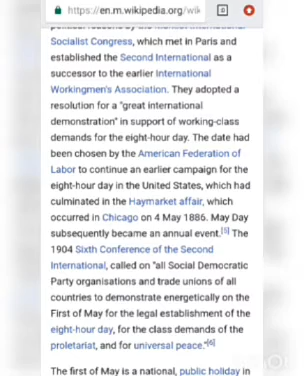 https://en.m.wikipedia.org/wik
political reasons by the Marxist International
Socialist Congress, which met in Paris and
established the Second International as a
successor to the earlier International
Workingmen's Association. They adopted a
resolution for a "great international
demonstration" in support of working-class
demands for the eight-hour day. The date had
been chosen by the American Federation of
Labor to continue an earlier campaign for the
eight-hour day in the United States, which had
culminated in the Haymarket affair, which
occurred in Chicago on 4 May 1886. May Day
subsequently became an annual event.[5] The
1904 Sixth Conference of the Second
International, called on "all Social Democratic
Party organisations and trade unions of all
countries to demonstrate energetically on the
First of May for the legal establishment of the
eight-hour day, for the class demands of the
proletariat, and for universal peace."[6]
The first of May is a national, public holiday in